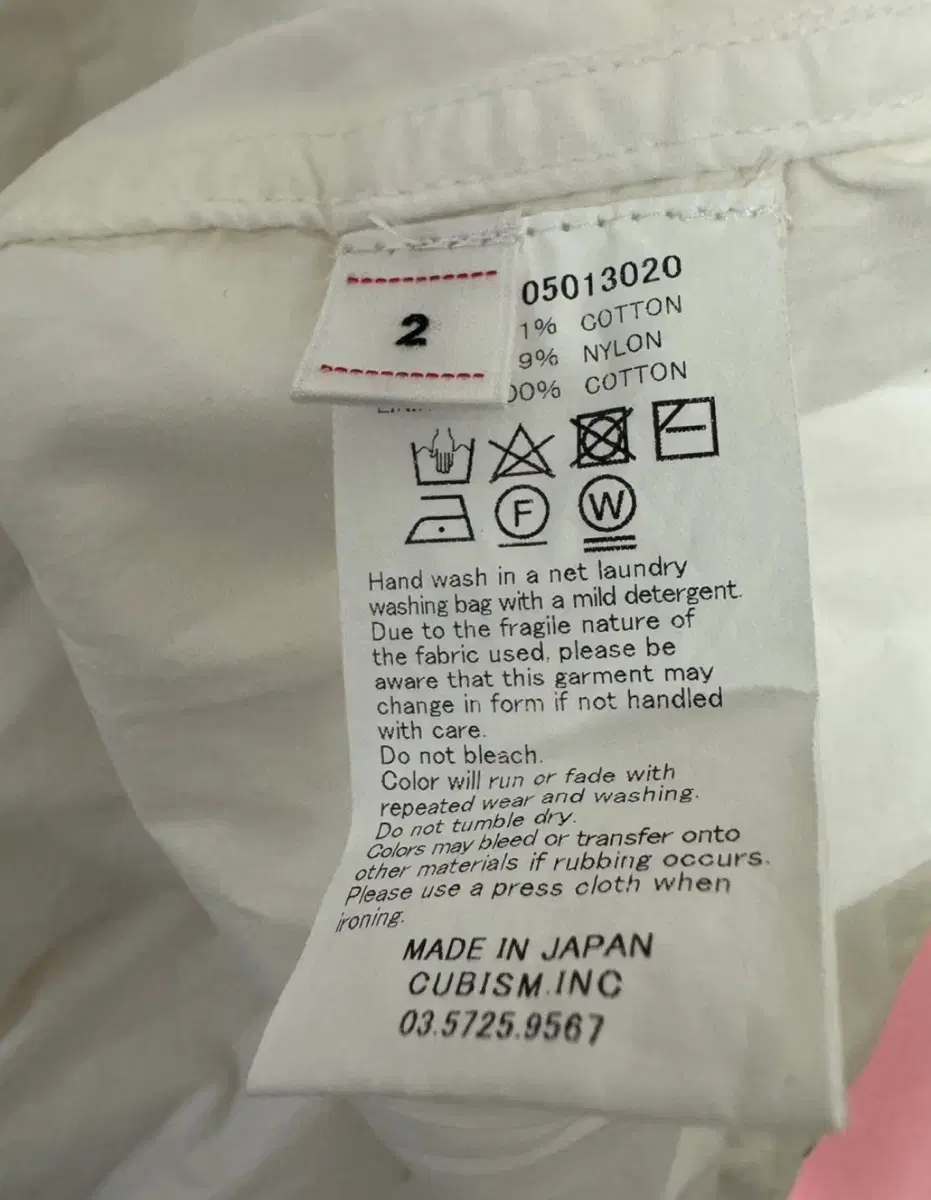 2
05013020
1% COTTON
9% NYLON
00% COTTON
F
W
Hand wash in a net laundry
washing bag with a mild detergent.
Due to the fragile nature of
the fabric used, please be
aware that this garment may
change in form if not handled
with care.
Do not bleach.
Color will run or fade with
repeated wear and washing.
Do not tumble dry.
Colors may bleed or transfer onto
other materials if rubbing occurs.
Please use a press cloth when
ironing.
MADE IN JAPAN
CUBISM.INC
03.5725.9567